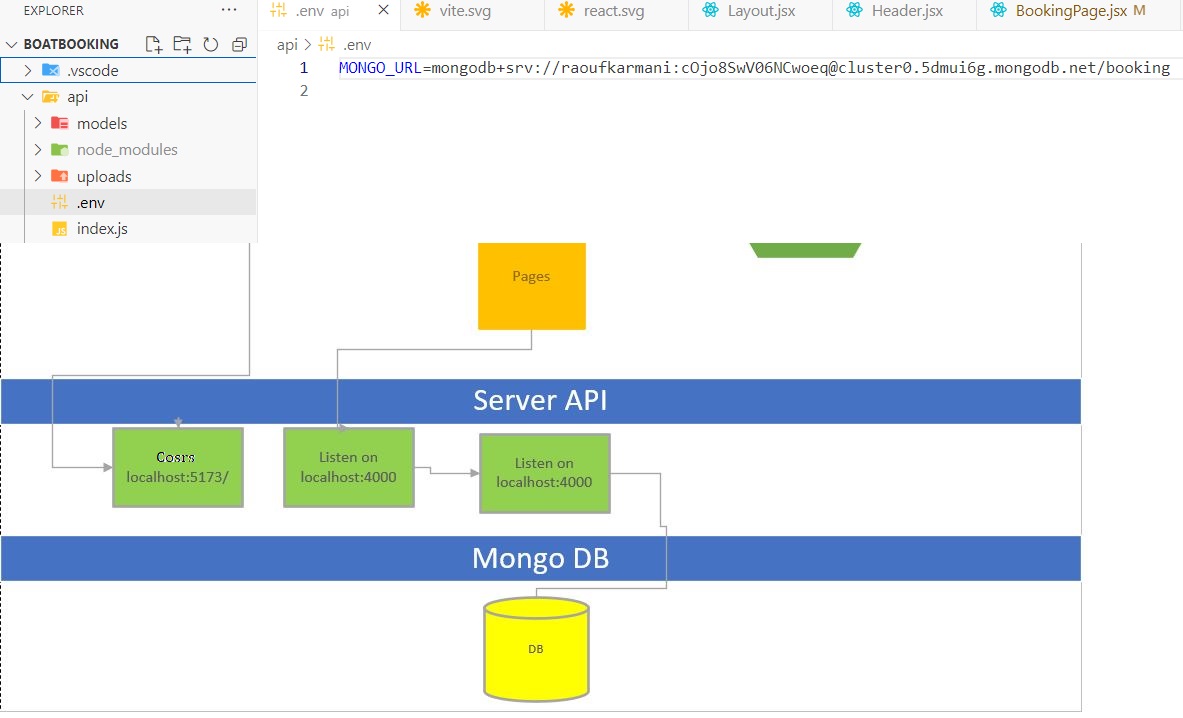 EXPLORER
···
.env api
vite.svg
react.svg
Layout.jsx
Header.jsx
BookingPage.jsx M
BOATBOOKING
.vscode
api
models
node_modules
uploads
.env
index.js
JS
api > .env
1 MONGO_URL=mongodb+srv://raoufkarmani:cOjo8SwV06NCwoeq@cluster0.5dmui6g.mongodb.net/booking
2
Pages
Server API
Cosrs
localhost:5173/
Listen on
localhost:4000
Listen on
localhost:4000
Mongo DB
DB